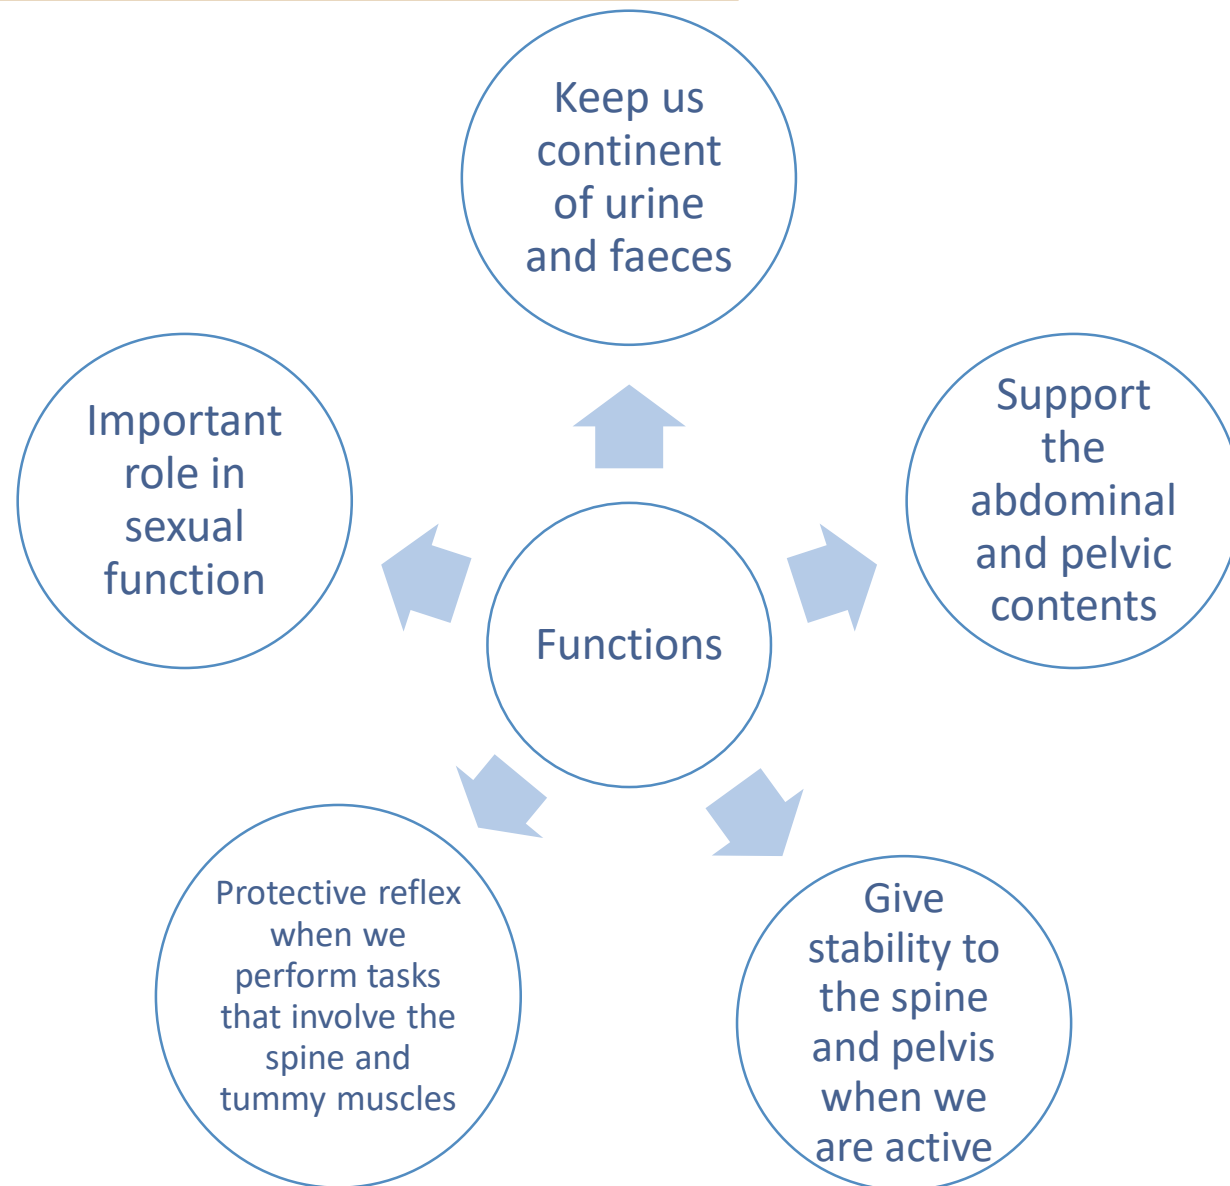 Keep us
continent
of urine
and faeces
Support
the
abdominal
and pelvic
contents
Give
stability to
the spine
and pelvis
when we
are active
Protective reflex
when we
perform tasks
that involve the
spine and
tummy muscles
Important
role in
sexual
function
Functions